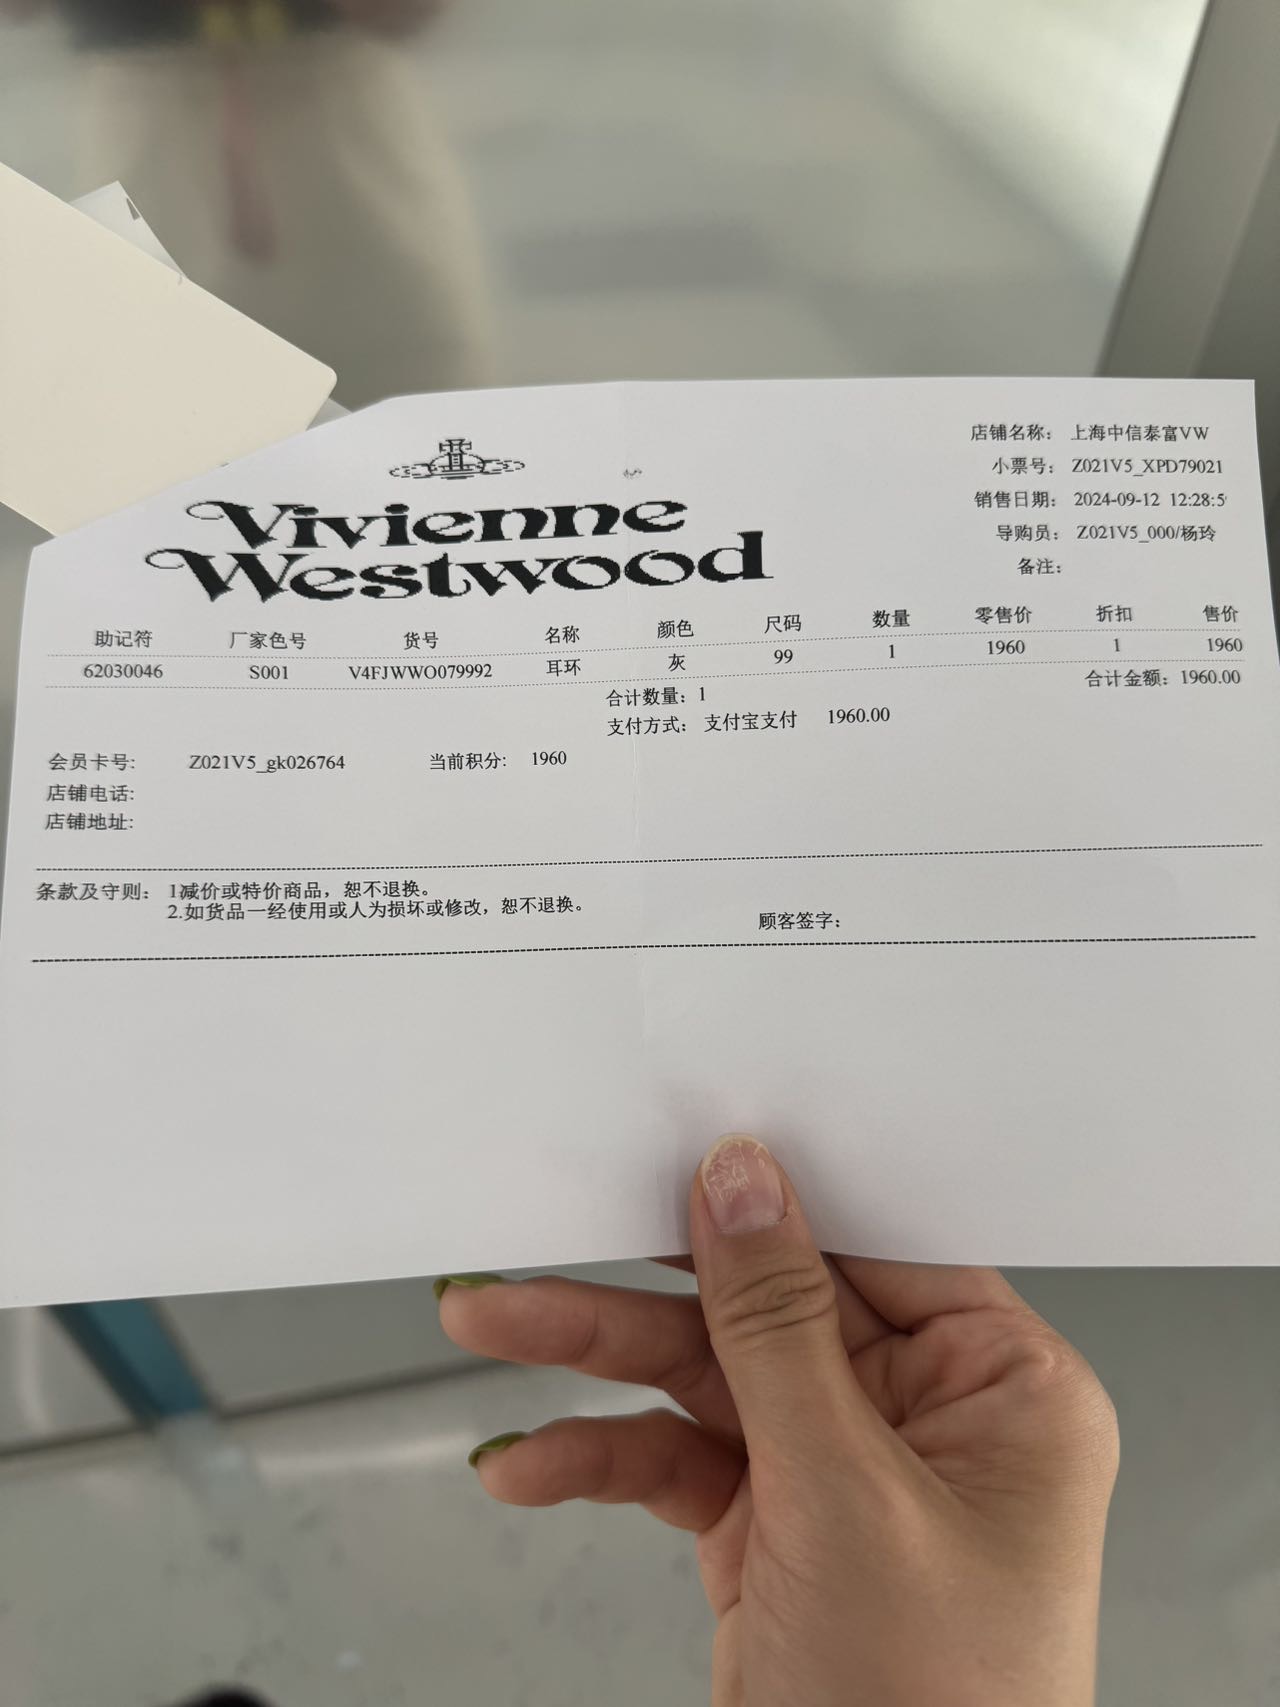 Vivienne
Westwood
店铺名称： 上海中信泰富VW
小票号： Z021V5_XPD79021
销售日期： 2024-09-12 12:28:5
导购员： Z021V5_000/杨玲
备注：
助记符 厂家色号 货号 名称 颜色 尺码 数量 零售价 折扣 售价
62030046 S001 V4FJWWO079992 耳环 灰 99 1 1960 1 1960
合计数量：1 合计金额：1960.00
支付方式： 支付宝支付 1960.00
会员卡号: Z021V5_gk026764 当前积分: 1960
店铺电话:
店铺地址:
条款及守则： 1.减价或特价商品，恕不退换。
2.如货品一经使用或人为损坏或修改，恕不退换。
顾客签字：